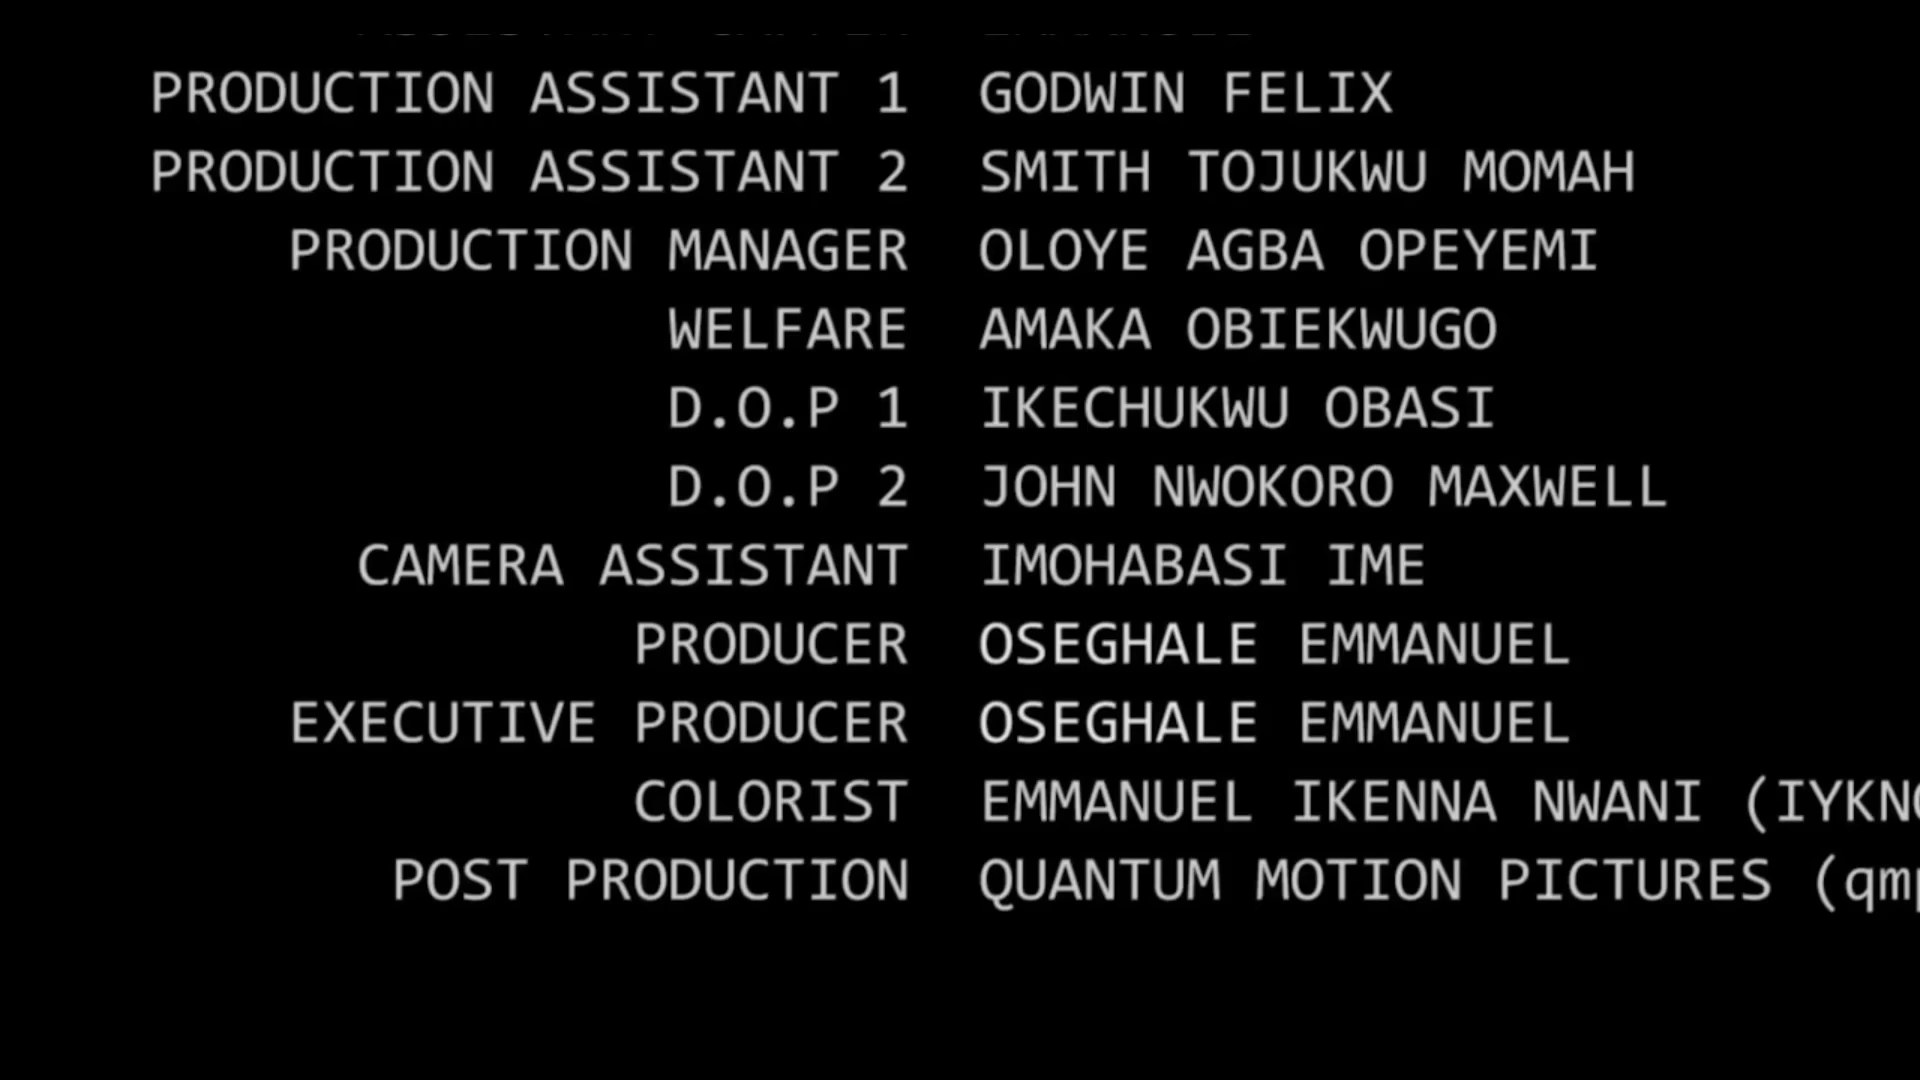 PRODUCTION ASSISTANT 1 GODWIN FELIX
PRODUCTION ASSISTANT 2 SMITH TOJUKWU MOMAH
PRODUCTION MANAGER OLOYE AGBA OPEYEMI
WELFARE AMAKA OBIEKWUGO
D.O.P 1 IKECHUKWU OBASI
D.O.P 2 JOHN NWOKORO MAXWELL
CAMERA ASSISTANT IMOHABASI IME
PRODUCER OSEGHALE EMMANUEL
EXECUTIVE PRODUCER OSEGHALE EMMANUEL
COLORIST EMMANUEL IKENNA NWANI
POST PRODUCTION QUANTUM MOTION PICTURES